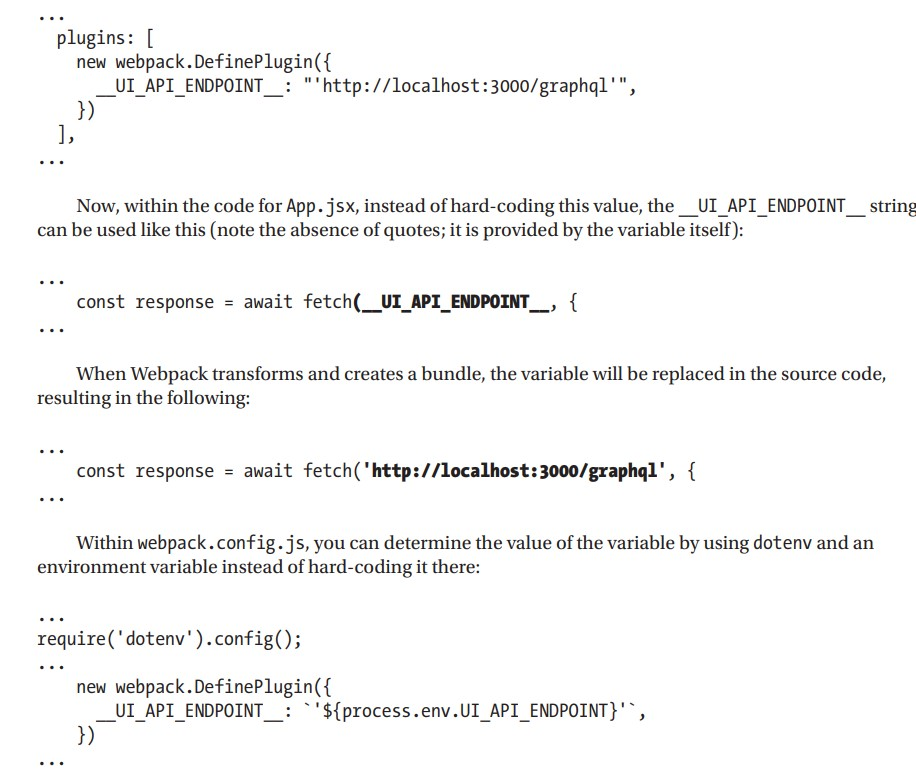 ...
plugins: [
new webpack.DefinePlugin({
__UI_API_ENDPOINT__: "'http://localhost:3000/graphql'",
})
],
...
Now, within the code for App.jsx, instead of hard-coding this value, the __UI_API_ENDPOINT__ string
can be used like this (note the absence of quotes; it is provided by the variable itself):
...
const response = await fetch(__UI_API_ENDPOINT__, {
...
When Webpack transforms and creates a bundle, the variable will be replaced in the source code,
resulting in the following:
...
const response = await fetch('http://localhost:3000/graphql', {
...
Within webpack.config.js, you can determine the value of the variable by using dotenv and an
environment variable instead of hard-coding it there:
...
require('dotenv').config();
...
new webpack.DefinePlugin({
__UI_API_ENDPOINT__: `'${process.env.UI_API_ENDPOINT}'`,
})
...